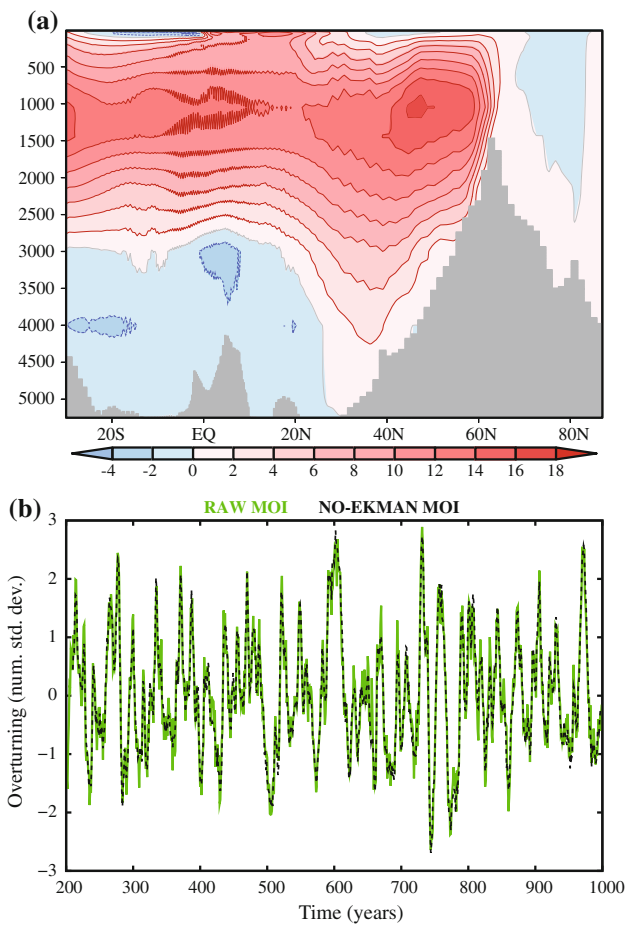 (a)
500
1000
1500
2000
2500
3000
3500
4000
4500
5000
20S EQ 20N 40N 60N 80N
-4 -2 0 2 4 6 8 10 12 14 16 18
(b) RAW MOI NO-EKMAN MOI
Overturning (num. std. dev.)
3
2
1
0
−1
−2
−3
200 300 400 500 600 700 800 900 1000
Time (years)